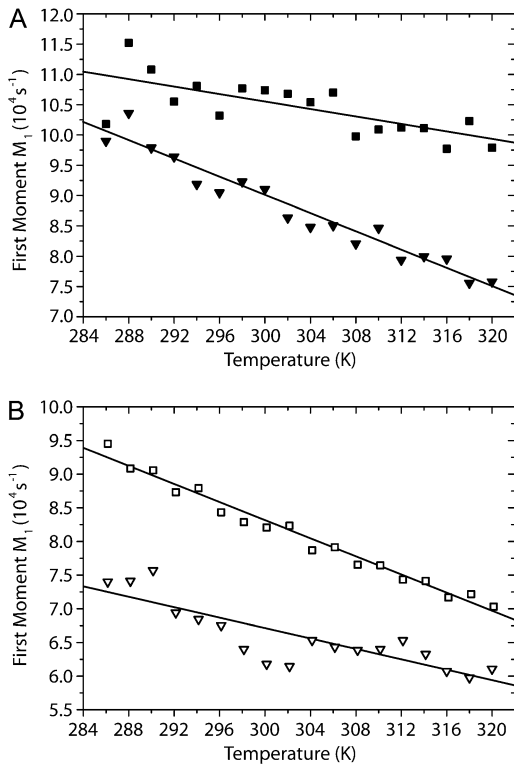 A
12.0
11.5
11.0
10.5
10.0
9.5
9.0
8.5
8.0
7.5
7.0
First Moment M₁ (10⁴ s⁻¹)
284 288 292 296 300 304 308 312 316 320
Temperature (K)
B
10.0
9.5
9.0
8.5
8.0
7.5
7.0
6.5
6.0
5.5
First Moment M₁ (10⁴ s⁻¹)
284 288 292 296 300 304 308 312 316 320
Temperature (K)